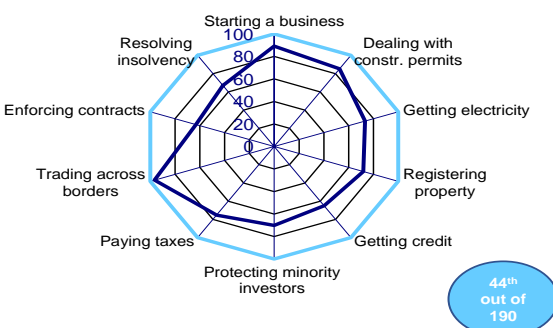 Starting a business
100
80
60
40
20
0
Dealing with
constr. permits
Getting electricity
Registering
property
Getting credit
Protecting minority
investors
Paying taxes
Trading across
borders
Enforcing contracts
Resolving
insolvency
44th
out of
190